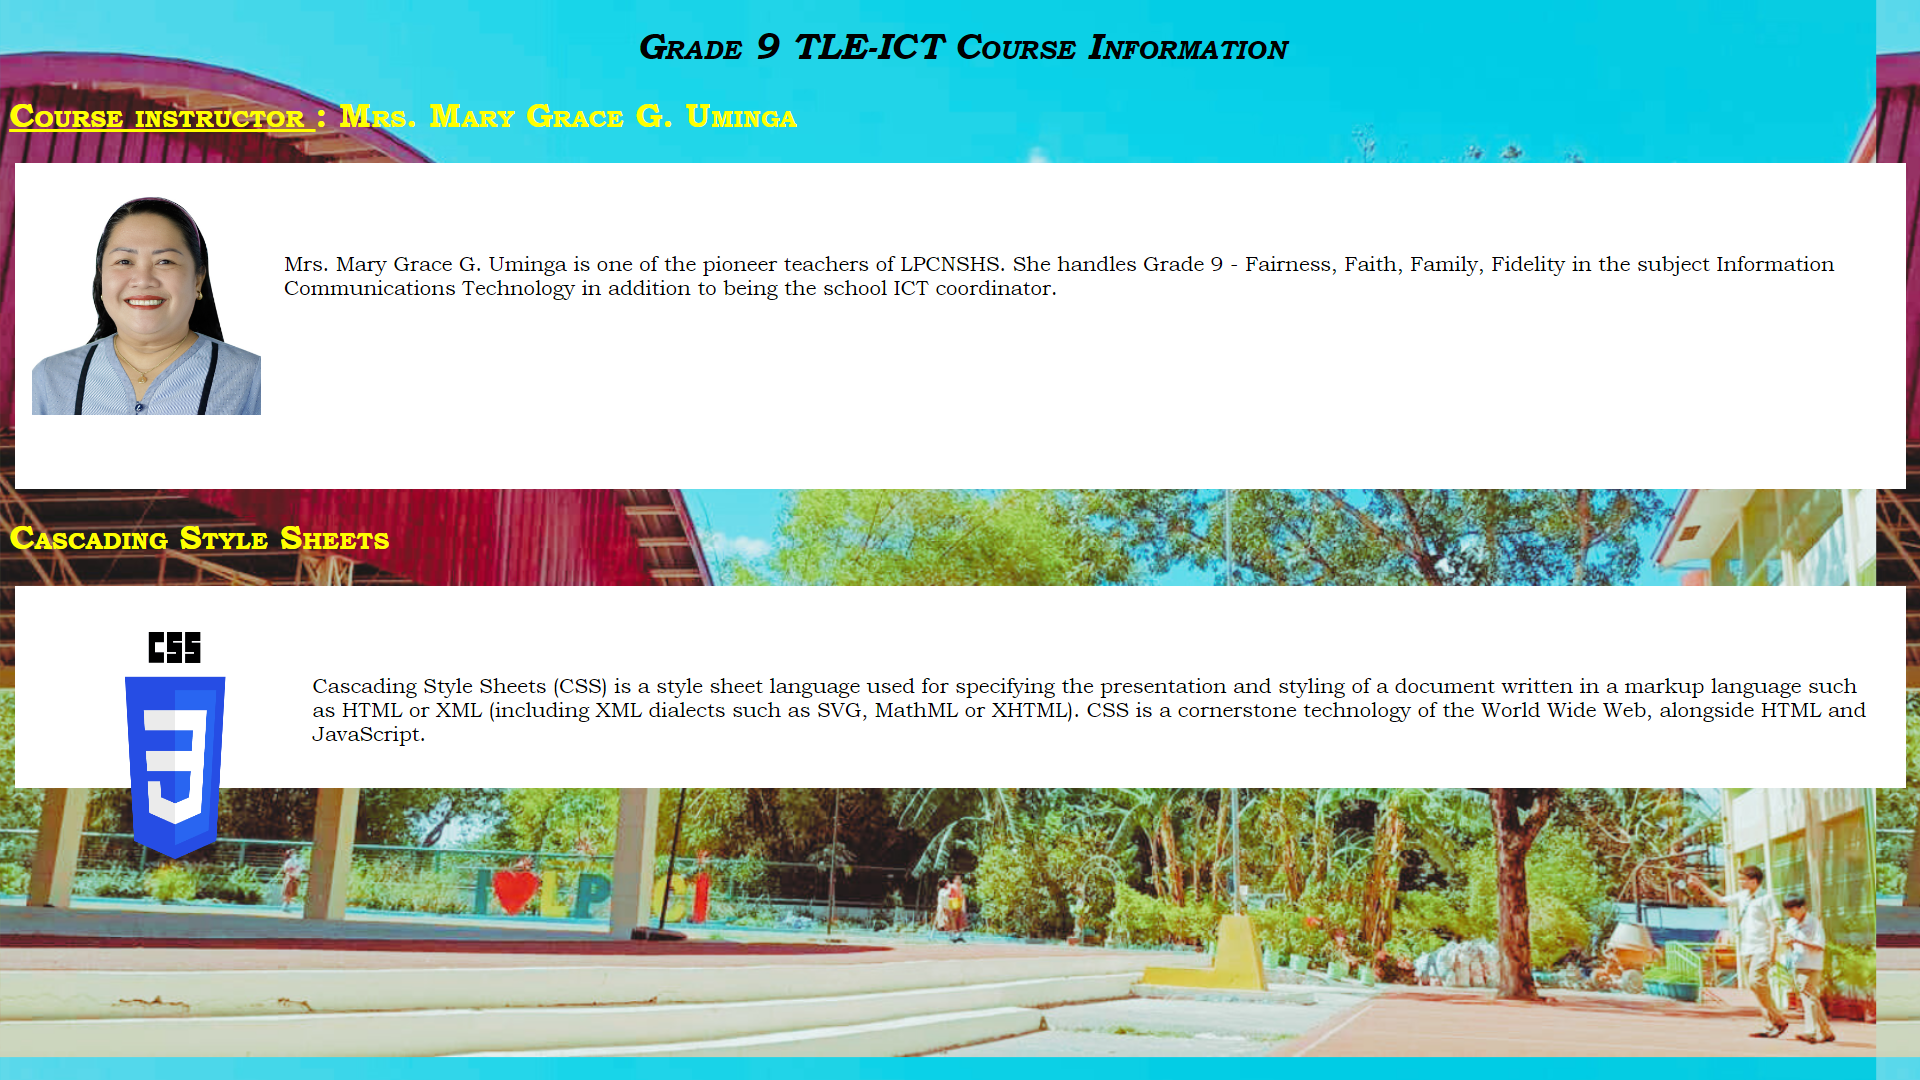 Grade 9 TLE-ICT Course Information
Course instructor : Mrs. Mary Grace G. Uminga
Mrs. Mary Grace G. Uminga is one of the pioneer teachers of LPCNSHS. She handles Grade 9 - Fairness, Faith, Family, Fidelity in the subject Information
Communications Technology in addition to being the school ICT coordinator.
Cascading Style Sheets
CSS
Cascading Style Sheets (CSS) is a style sheet language used for specifying the presentation and styling of a document written in a markup language such
as HTML or XML (including XML dialects such as SVG, MathML or XHTML). CSS is a cornerstone technology of the World Wide Web, alongside HTML and
JavaScript.
3
I ❤ LP C I